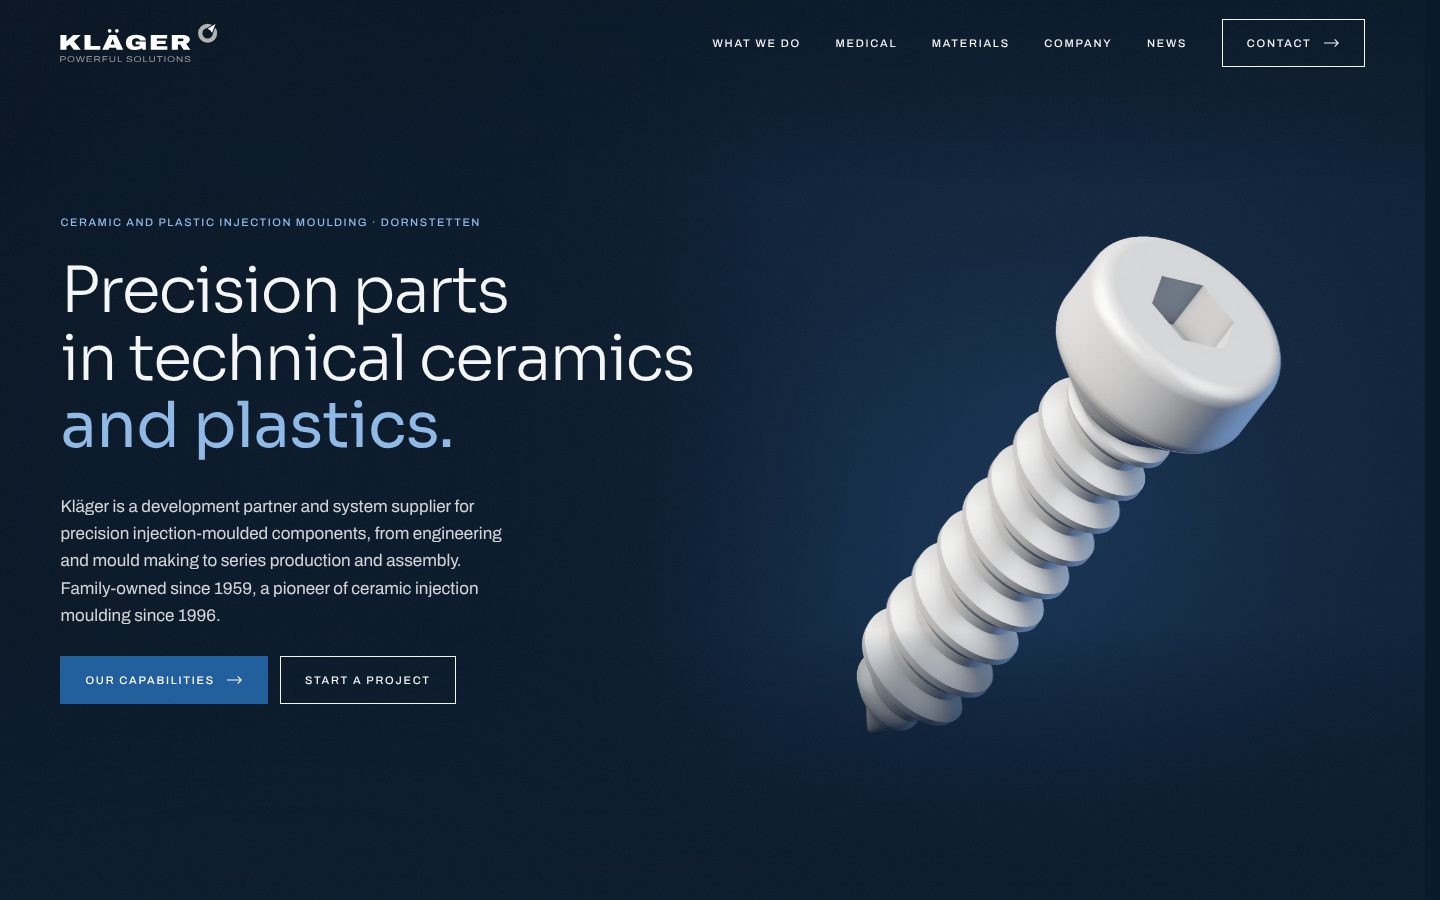 KLÄGER
POWERFUL SOLUTIONS
WHAT WE DO
MEDICAL
MATERIALS
COMPANY
NEWS
CONTACT
CERAMIC AND PLASTIC INJECTION MOULDING · DORNSTETTEN
Precision parts
in technical ceramics
and plastics.
Kläger is a development partner and system supplier for
precision injection-moulded components, from engineering
and mould making to series production and assembly.
Family-owned since 1959, a pioneer of ceramic injection
moulding since 1996.
OUR CAPABILITIES
START A PROJECT